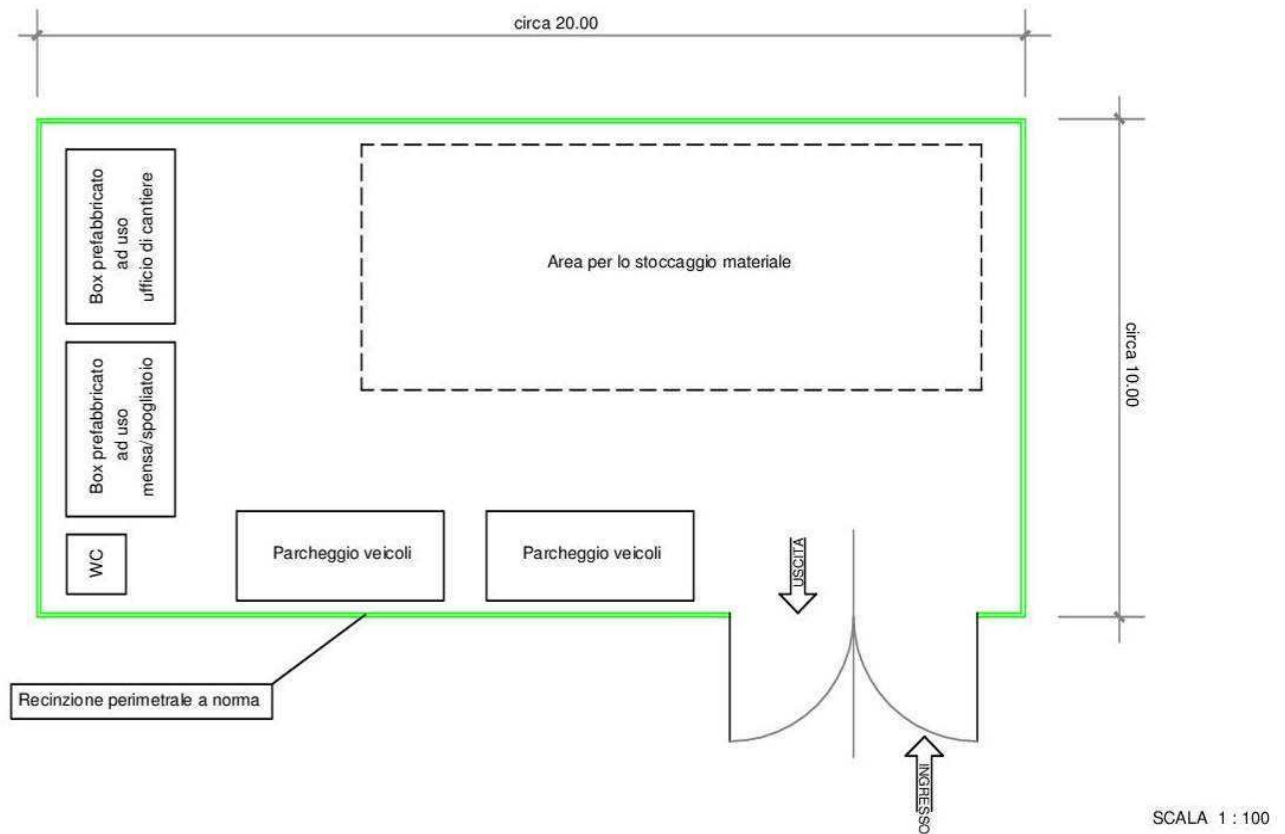 circa 20.00
Box prefabbricato
ad uso
ufficio di cantiere
Area per lo stoccaggio materiale
circa 10.00
Box prefabbricato
ad uso
mensa/spogliatoio
WC
Parcheggio veicoli
Parcheggio veicoli
USCITA
Recinzione perimetrale a norma
INGRESSO
SCALA 1 : 100